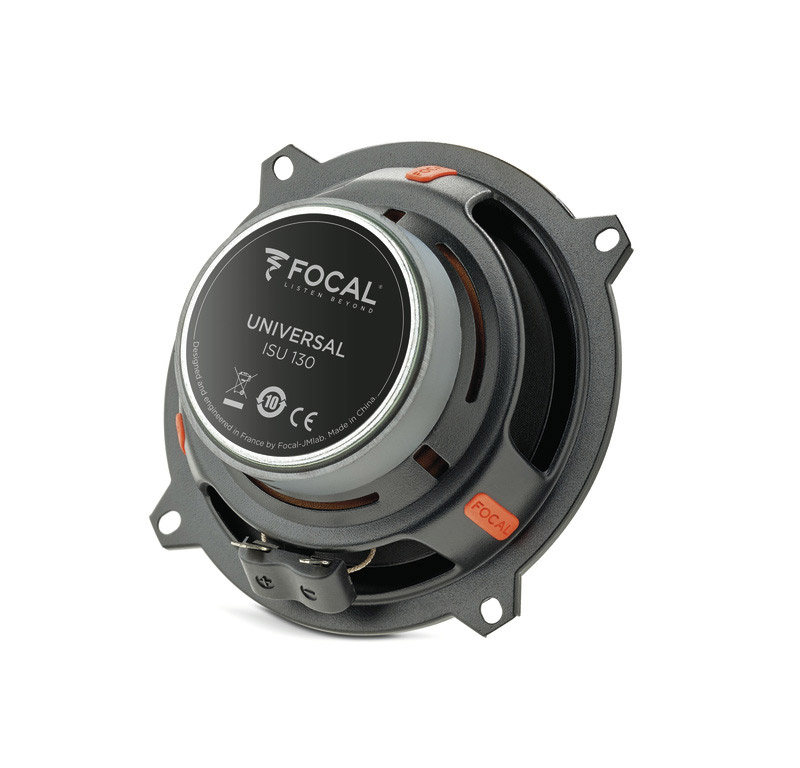 FOCAL
FOCAL®
LISTEN BEYOND
UNIVERSAL
ISU 130
10
CE
Designed and engineered in France by Focal-JMlab. Made in China.
FOCAL
+
−